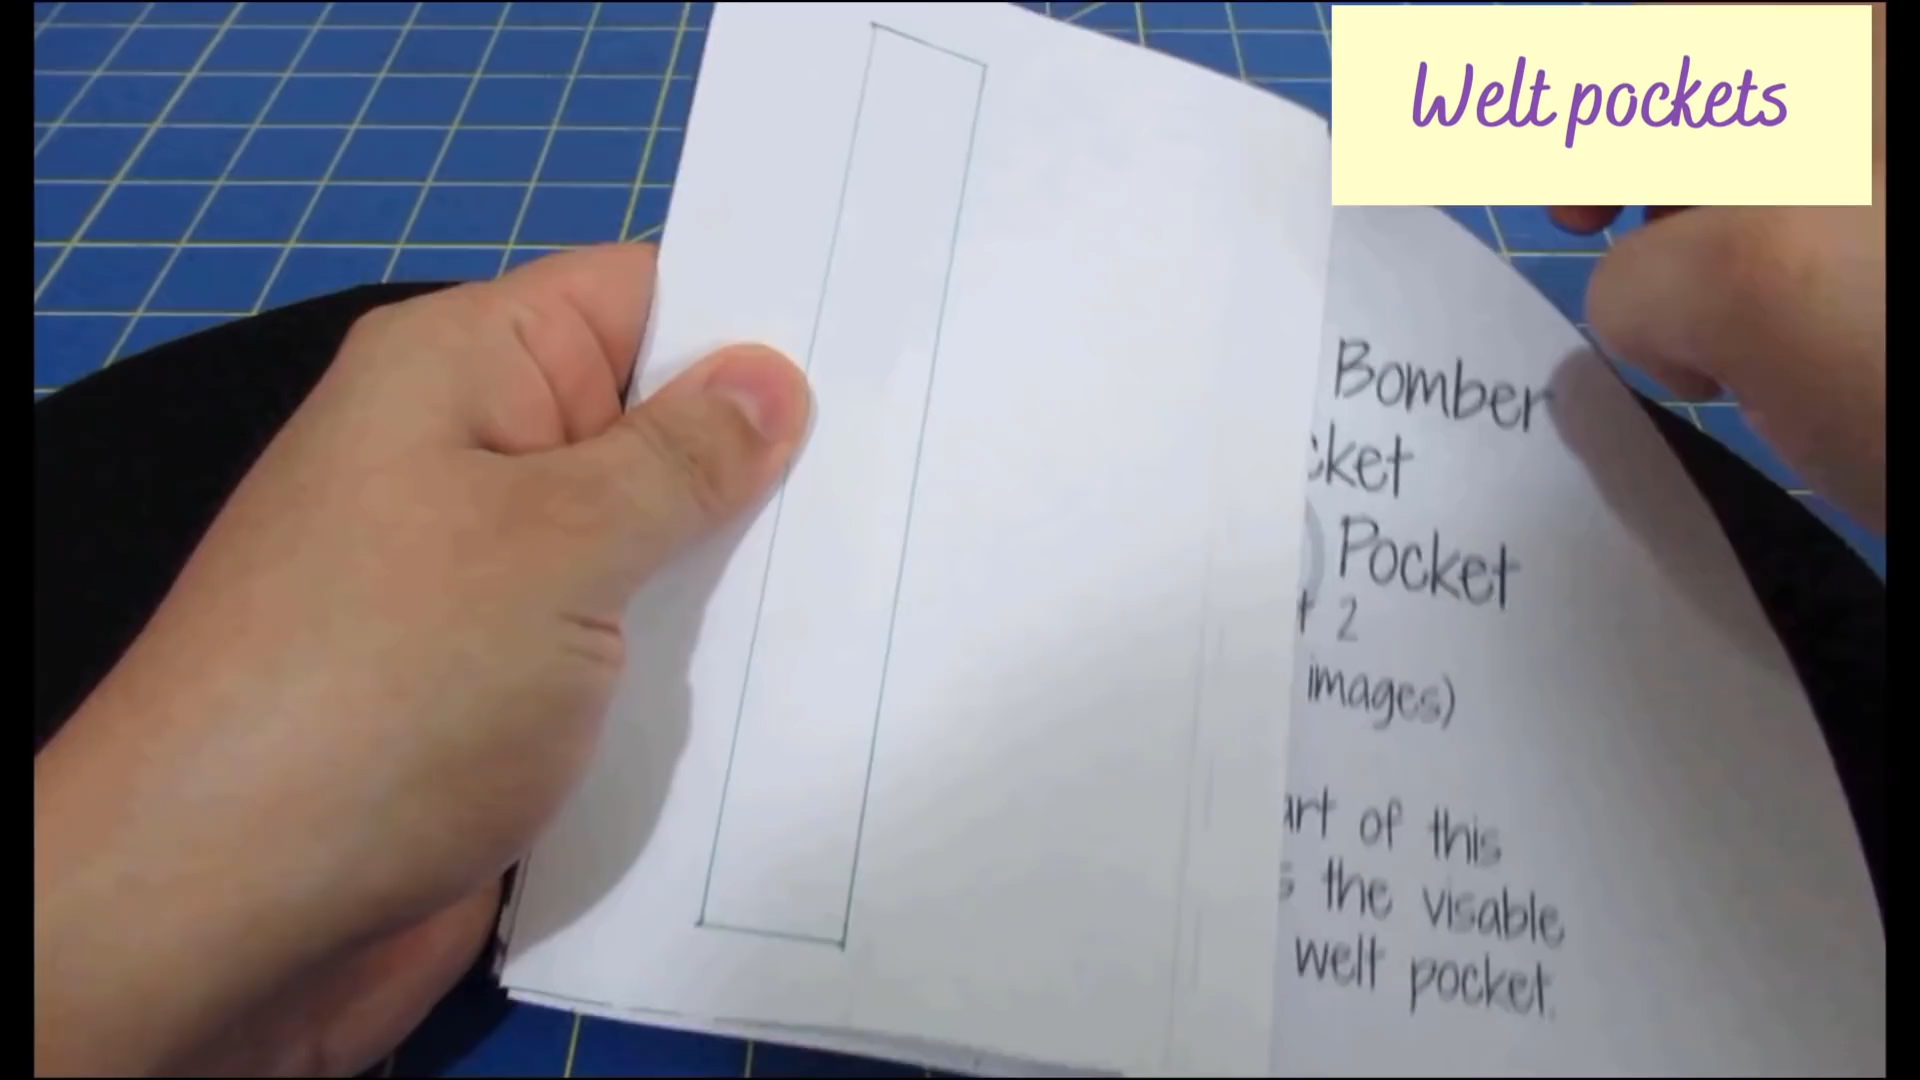 Welt pockets
Bomber
cket
Pocket
t 2
images)
art of this
s the visable
welt pocket.